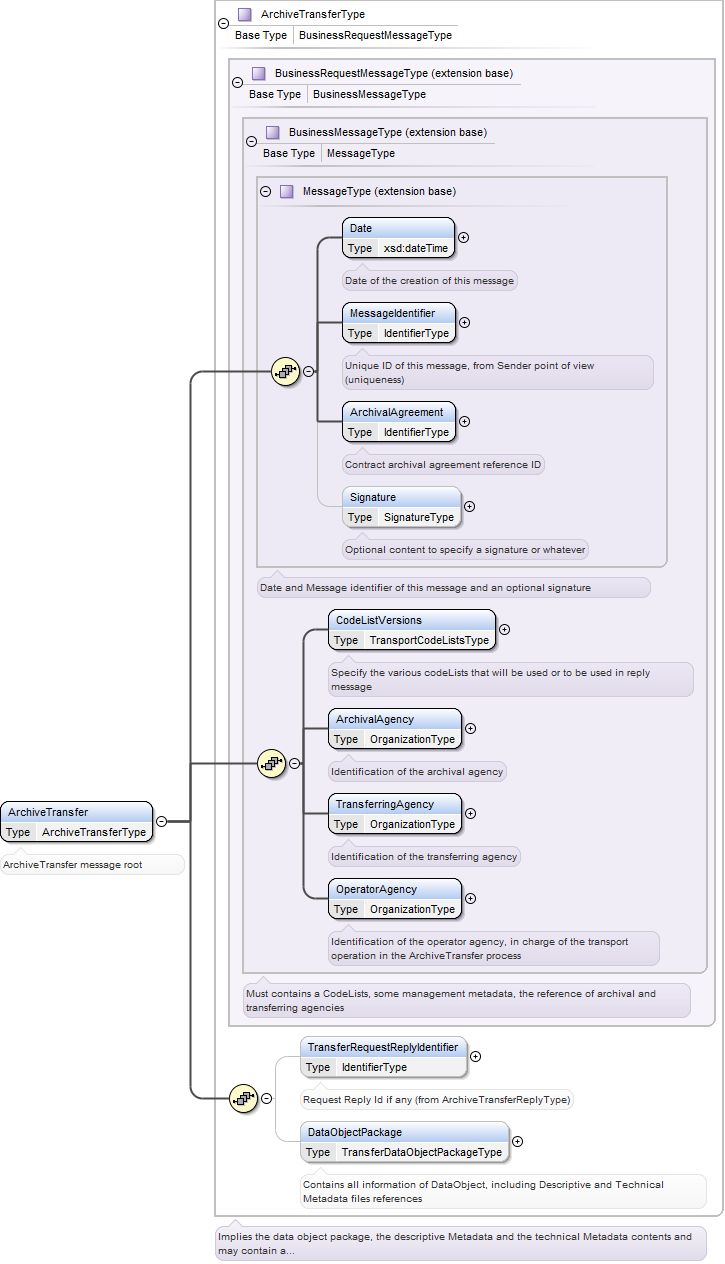 ArchiveTransferType
Base Type BusinessRequestMessageType
BusinessRequestMessageType (extension base)
Base Type BusinessMessageType
BusinessMessageType (extension base)
Base Type MessageType
MessageType (extension base)
Date
Type xsd:dateTime
Date of the creation of this message
MessageIdentifier
Type IdentifierType
Unique ID of this message, from Sender point of view
(uniqueness)
ArchivalAgreement
Type IdentifierType
Contract archival agreement reference ID
Signature
Type SignatureType
Optional content to specify a signature or whatever
Date and Message identifier of this message and an optional signature
CodeListVersions
Type TransportCodeListsType
Specify the various codeLists that will be used or to be used in reply
message
ArchivalAgency
Type OrganizationType
Identification of the archival agency
TransferringAgency
Type OrganizationType
Identification of the transferring agency
OperatorAgency
Type OrganizationType
Identification of the operator agency, in charge of the transport
operation in the ArchiveTransfer process
Must contains a CodeLists, some management metadata, the reference of archival and
transferring agencies
ArchiveTransfer
Type ArchiveTransferType
ArchiveTransfer message root
TransferRequestReplyIdentifier
Type IdentifierType
Request Reply Id if any (from ArchiveTransferReplyType)
DataObjectPackage
Type TransferDataObjectPackageType
Contains all information of DataObject, including Descriptive and Technical
Metadata files references
Implies the data object package, the descriptive Metadata and the technical Metadata contents and
may contain a...